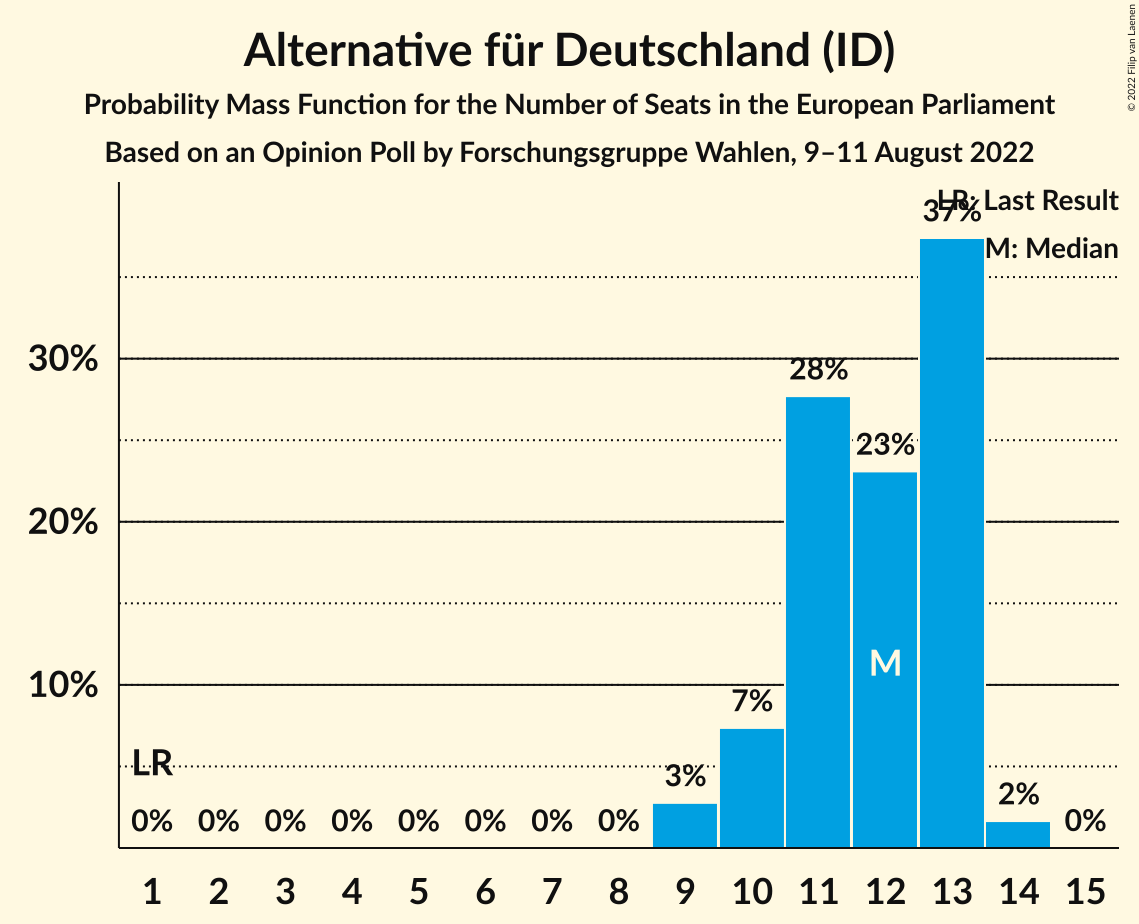 Alternative für Deutschland (ID)
Probability Mass Function for the Number of Seats in the European Parliament
Based on an Opinion Poll by Forschungsgruppe Wahlen, 9–11 August 2022
© 2022 Filip van Laenen
LR: Last Result
M: Median
37%
30%
28%
23%
20%
M
10%
7%
LR
3%
2%
0% 0% 0% 0% 0% 0% 0% 0% 0%
1 2 3 4 5 6 7 8 9 10 11 12 13 14 15